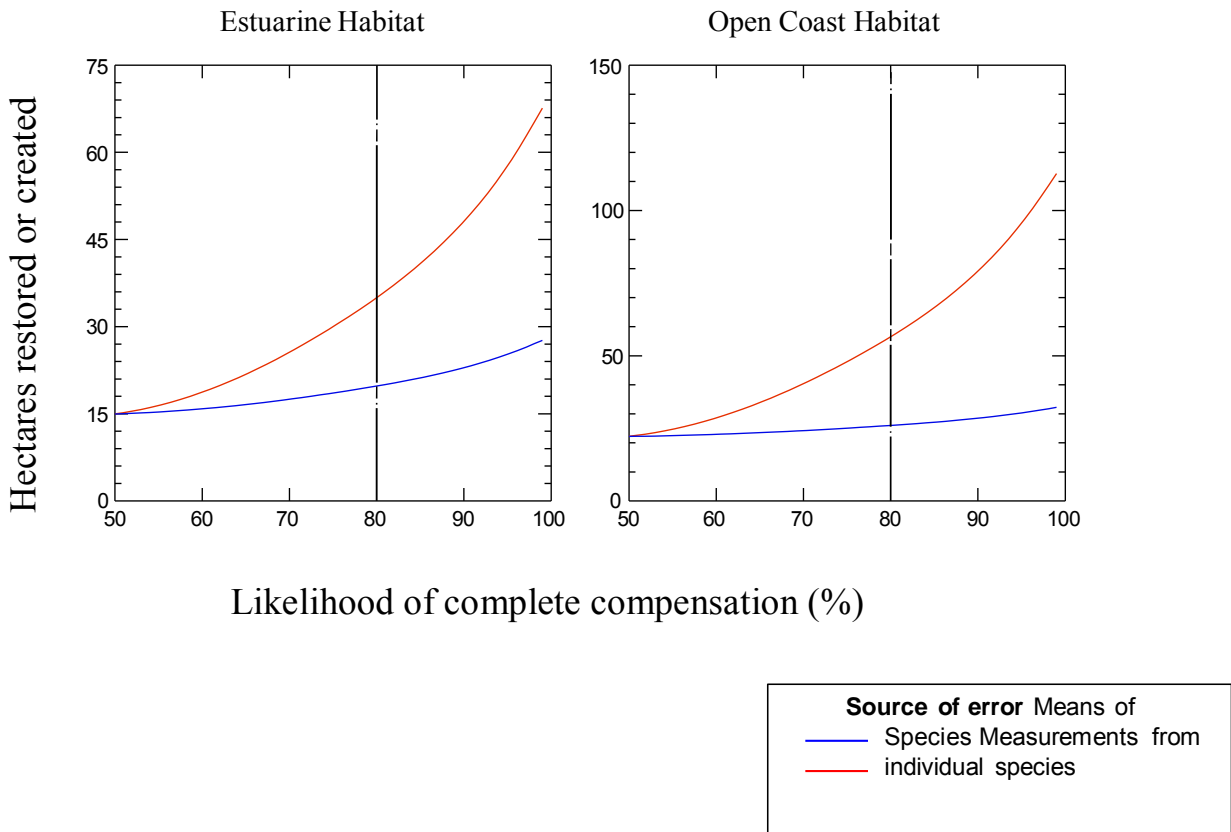 Estuarine Habitat
Open Coast Habitat
Hectares restored or created
75
60
45
30
15
0
50 60 70 80 90 100
150
100
50
0
50 60 70 80 90 100
Likelihood of complete compensation (%)
Source of error Means of
Species Measurements from
individual species